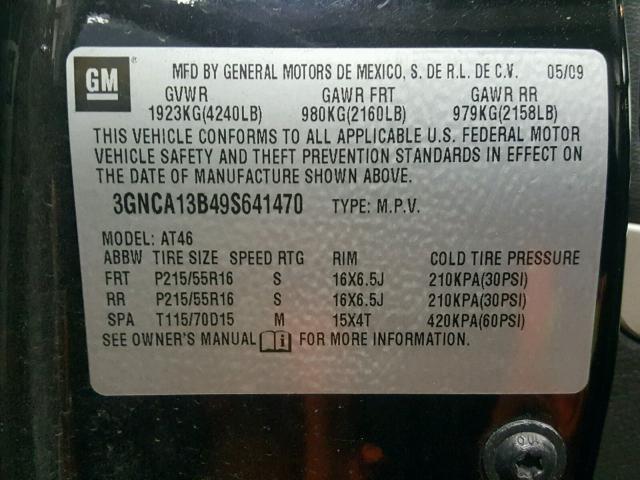 GM
MFD BY GENERAL MOTORS DE MEXICO, S. DE R.L. DE C.V. 05/09
GVWR GAWR FRT GAWR RR
1923KG(4240LB) 980KG(2160LB) 979KG(2158LB)
THIS VEHICLE CONFORMS TO ALL APPLICABLE U.S. FEDERAL MOTOR
VEHICLE SAFETY AND THEFT PREVENTION STANDARDS IN EFFECT ON
THE DATE OF MANUFACTURE SHOWN ABOVE.
3GNCA13B49S641470 TYPE: M.P.V.
MODEL: AT46
ABBW TIRE SIZE SPEED RTG RIM COLD TIRE PRESSURE
FRT P215/55R16 S 16X6.5J 210KPA(30PSI)
RR P215/55R16 S 16X6.5J 210KPA(30PSI)
SPA T115/70D15 M 15X4T 420KPA(60PSI)
SEE OWNER'S MANUAL i FOR MORE INFORMATION.